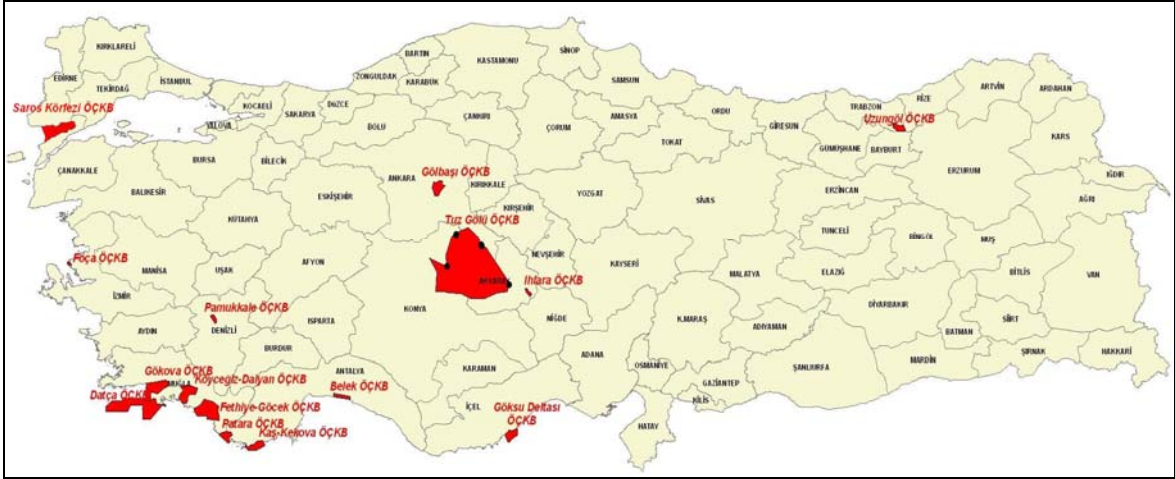 KIRKLARELİ
EDİRNE
TEKİRDAĞ
İSTANBUL
Saros Körfezi ÖÇKB
KOCAELİ
YALOVA
SAKARYA
DÜZCE
ZONGULDAK
BARTIN
KARABÜK
KASTAMONU
SİNOP
SAMSUN
ORDU
GİRESUN
TRABZON
RİZE
ARTVİN
ARDAHAN
Uzungöl ÖÇKB
BOLU
ÇANKIRI
ÇORUM
AMASYA
TOKAT
GÜMÜŞHANE
BAYBURT
ERZURUM
KARS
IĞDIR
AĞRI
ÇANAKKALE
BURSA
BİLECİK
BALIKESİR
ESKİŞEHİR
ANKARA
Gölbaşı ÖÇKB
KIRIKKALE
YOZGAT
SİVAS
ERZİNCAN
KÜTAHYA
KIRŞEHİR
Tuz Gölü ÖÇKB
TUNCELİ
BİNGÖL
MUŞ
Foça ÖÇKB
MANİSA
UŞAK
AFYON
NEVŞEHİR
KAYSERİ
MALATYA
ELAZIĞ
BİTLİS
VAN
AKSARAY
Ihlara ÖÇKB
İZMİR
Pamukkale ÖÇKB
KONYA
NİĞDE
DİYARBAKIR
SİİRT
AYDIN
DENİZLİ
ISPARTA
K.MARAŞ
ADIYAMAN
BATMAN
BURDUR
ADANA
OSMANİYE
MARDİN
ŞIRNAK
HAKKARİ
Gökova ÖÇKB
ANTALYA
KARAMAN
GAZİANTEP
ŞANLIURFA
Köyceğiz-Dalyan ÖÇKB
Datça ÖÇKB
Belek ÖÇKB
KİLİS
Fethiye-Göcek ÖÇKB
İÇEL
Göksu Deltası
ÖÇKB
Patara ÖÇKB
HATAY
Kaş-Kekova ÖÇKB